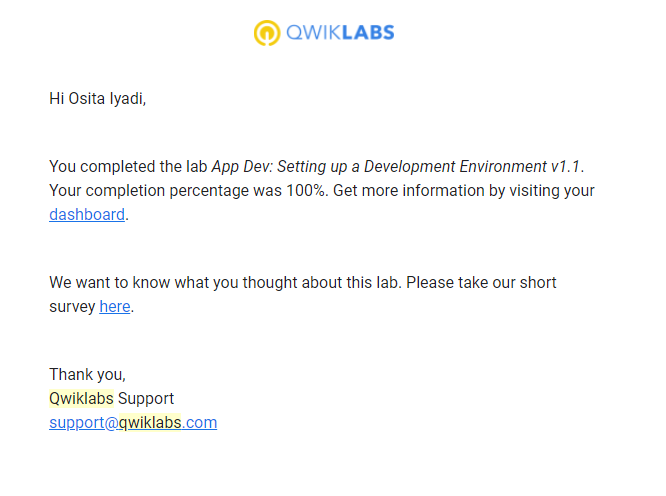 QWIKLABS
Hi Osita Iyadi,
You completed the lab App Dev: Setting up a Development Environment v1.1.
Your completion percentage was 100%. Get more information by visiting your
dashboard.
We want to know what you thought about this lab. Please take our short
survey here.
Thank you,
Qwiklabs Support
support@qwiklabs.com